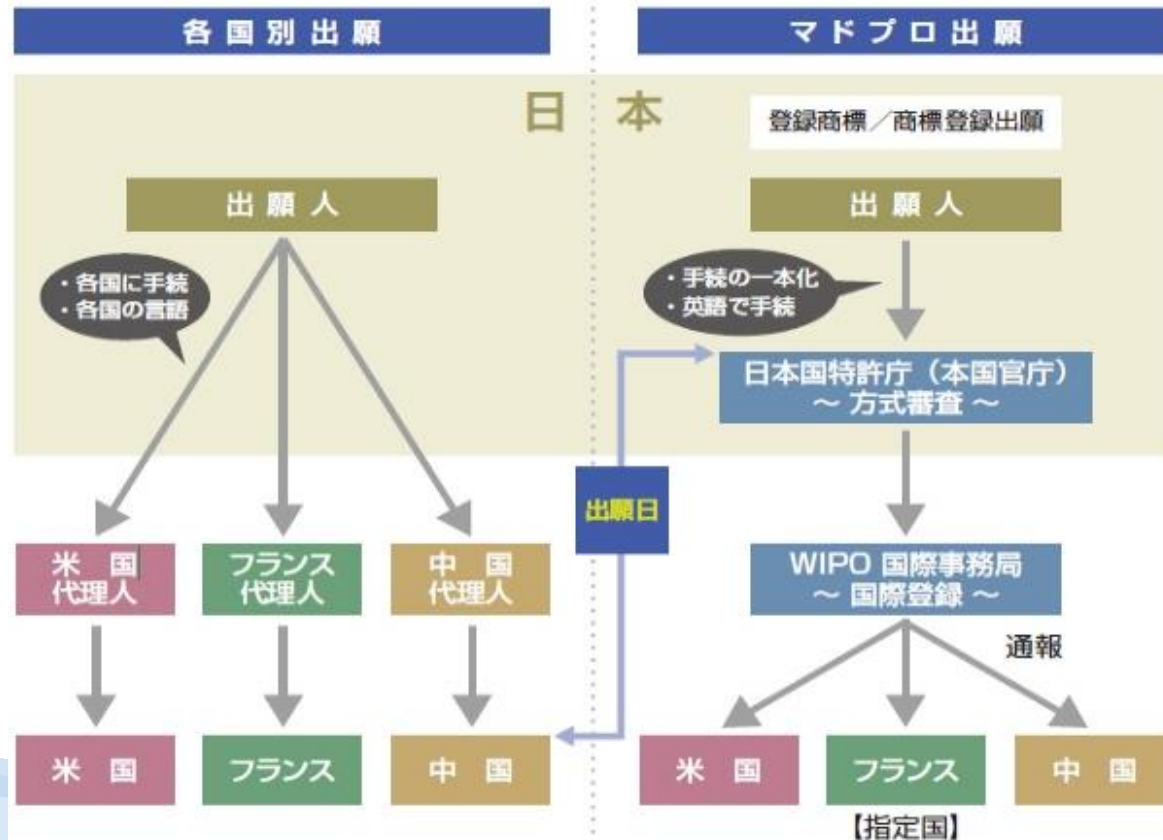 各国別出願
マドプロ出願
日本
登録商標／商標登録出願
出願人
出願人
・各国に手続
・各国の言語
・手続の一本化
・英語で手続
日本国特許庁（本国官庁）
～ 方式審査 ～
出願日
米国
代理人
フランス
代理人
中国
代理人
WIPO 国際事務局
～ 国際登録 ～
通報
米国
フランス
中国
米国
フランス
中国
【指定国】